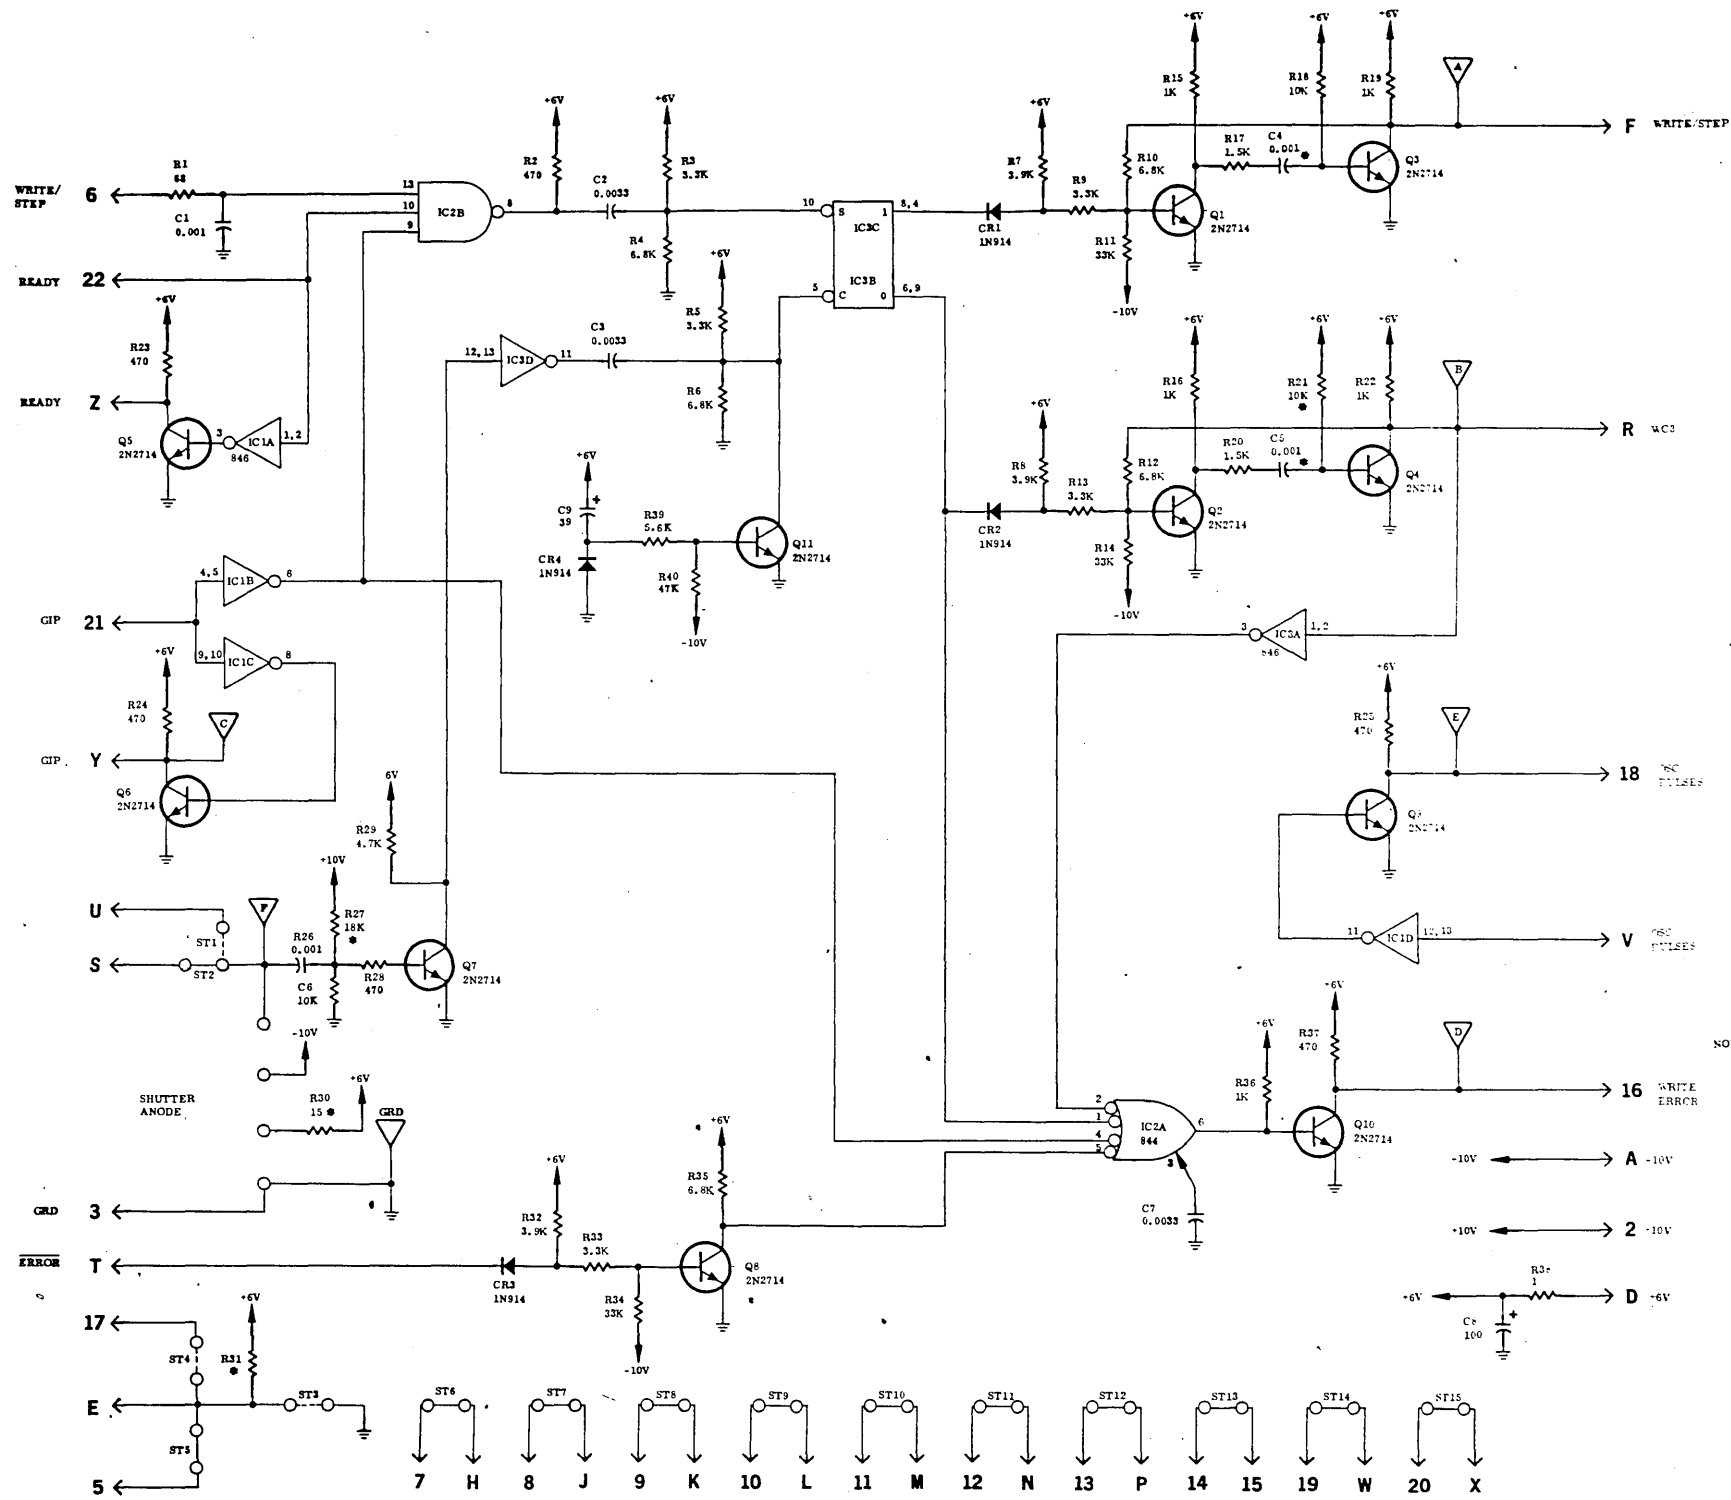 +6V
+6V
+6V
R15
1K
R18
10K
R19
1K
A
F WRITE/STEP
R17
1.5K
C4
0.001
*
Q3
2N2714
+6V
R2
470
+6V
R3
3.3K
+6V
R7
3.9K
R10
6.8K
R9
3.3K
Q1
2N2714
R11
33K
-10V
CR1
1N914
WRITE/
STEP
6
R1
68
C1
0.001
13
10
9
IC2B
8
C2
0.0033
R4
6.8K
10
S
1
IC3C
IC3B
5
C
0
8,4
6,9
READY 22
+6V
R23
470
READY Z
Q5
2N2714
3
IC1A
846
1,2
12,13
IC3D
11
C3
0.0033
+6V
R5
3.3K
R6
6.8K
+6V
+6V
+6V
R16
1K
R21
10K
*
R22
1K
B
R WC3
R20
1.5K
C5
0.001
*
Q4
2N2714
+6V
R8
3.9K
R12
6.8K
R13
3.3K
Q2
2N2714
R14
33K
-10V
CR2
1N914
+6V
+
C9
39
CR4
1N914
R39
5.6K
R40
47K
-10V
Q11
2N2714
4,5
IC1B
6
GIP 21
9,10
IC1C
8
3
IC3A
846
1,2
+6V
R24
470
C
GIP Y
Q6
2N2714
+6V
R25
470
E
18
PULSES
2N2714
11
IC1D
12,13
V
PULSES
6V
R29
4.7K
+10V
R27
18K
*
U
ST1
S
ST2
F
R26
0.001
C6
10K
R28
470
Q7
2N2714
-10V
SHUTTER
ANODE
R30
15 *
+6V
GRD
GRD 3
+6V
R36
1K
+6V
R37
470
D
NO
16 WRITE
ERROR
2
1
4
5
IC2A
844
6
3
Q10
2N2714
C7
0.0033
-10V A -10V
+10V 2
+6V
R35
6.8K
+6V
R32
3.9K
R33
3.3K
ERROR T
CR3
1N914
R34
33K
-10V
Q8
2N2714
+6V
1
D +6V
C8
100
+
17
+6V
ST4
R31
*
E
ST3
ST5
5
ST6
ST7
ST8
ST9
ST10
ST11
ST12
ST13
ST14
ST15
7 H 8 J 9 K 10 L 11 M 12 N 13 P 14 15 19 W 20 X